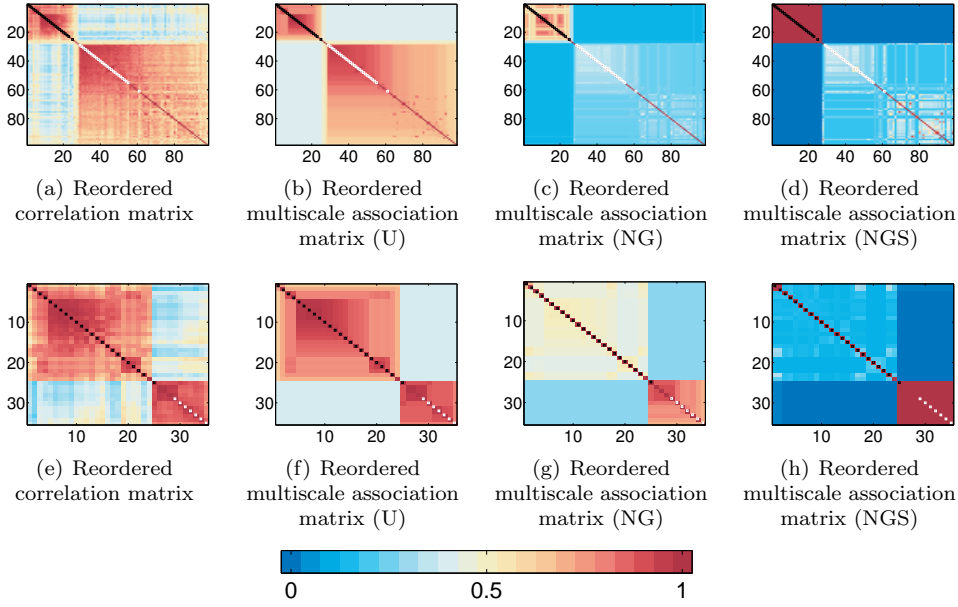 20
40
60
80
20 40 60 80
20
40
60
80
20 40 60 80
20
40
60
80
20 40 60 80
20
40
60
80
20 40 60 80
(a) Reordered
correlation matrix
(b) Reordered
multiscale association
matrix (U)
(c) Reordered
multiscale association
matrix (NG)
(d) Reordered
multiscale association
matrix (NGS)
10
20
30
10 20 30
10
20
30
10 20 30
10
20
30
10 20 30
10
20
30
10 20 30
(e) Reordered
correlation matrix
(f) Reordered
multiscale association
matrix (U)
(g) Reordered
multiscale association
matrix (NG)
(h) Reordered
multiscale association
matrix (NGS)
0 0.5 1